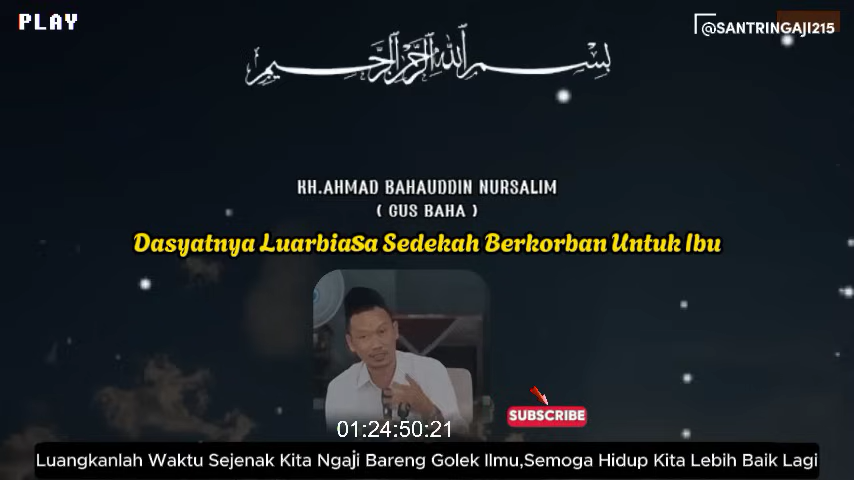 PLAY
@SANTRINGAJI215
بسم الله الرحمن الرحيم
KH.AHMAD BAHAUDDIN NURSALIM
( GUS BAHA )
Dasyatnya Luarbiasa Sedekah Berkorban Untuk Ibu
01:24:50:21
SUBSCRIBE
Luangkanlah Waktu Sejenak Kita Ngaji Bareng Golek Ilmu,Semoga Hidup Kita Lebih Baik Lagi